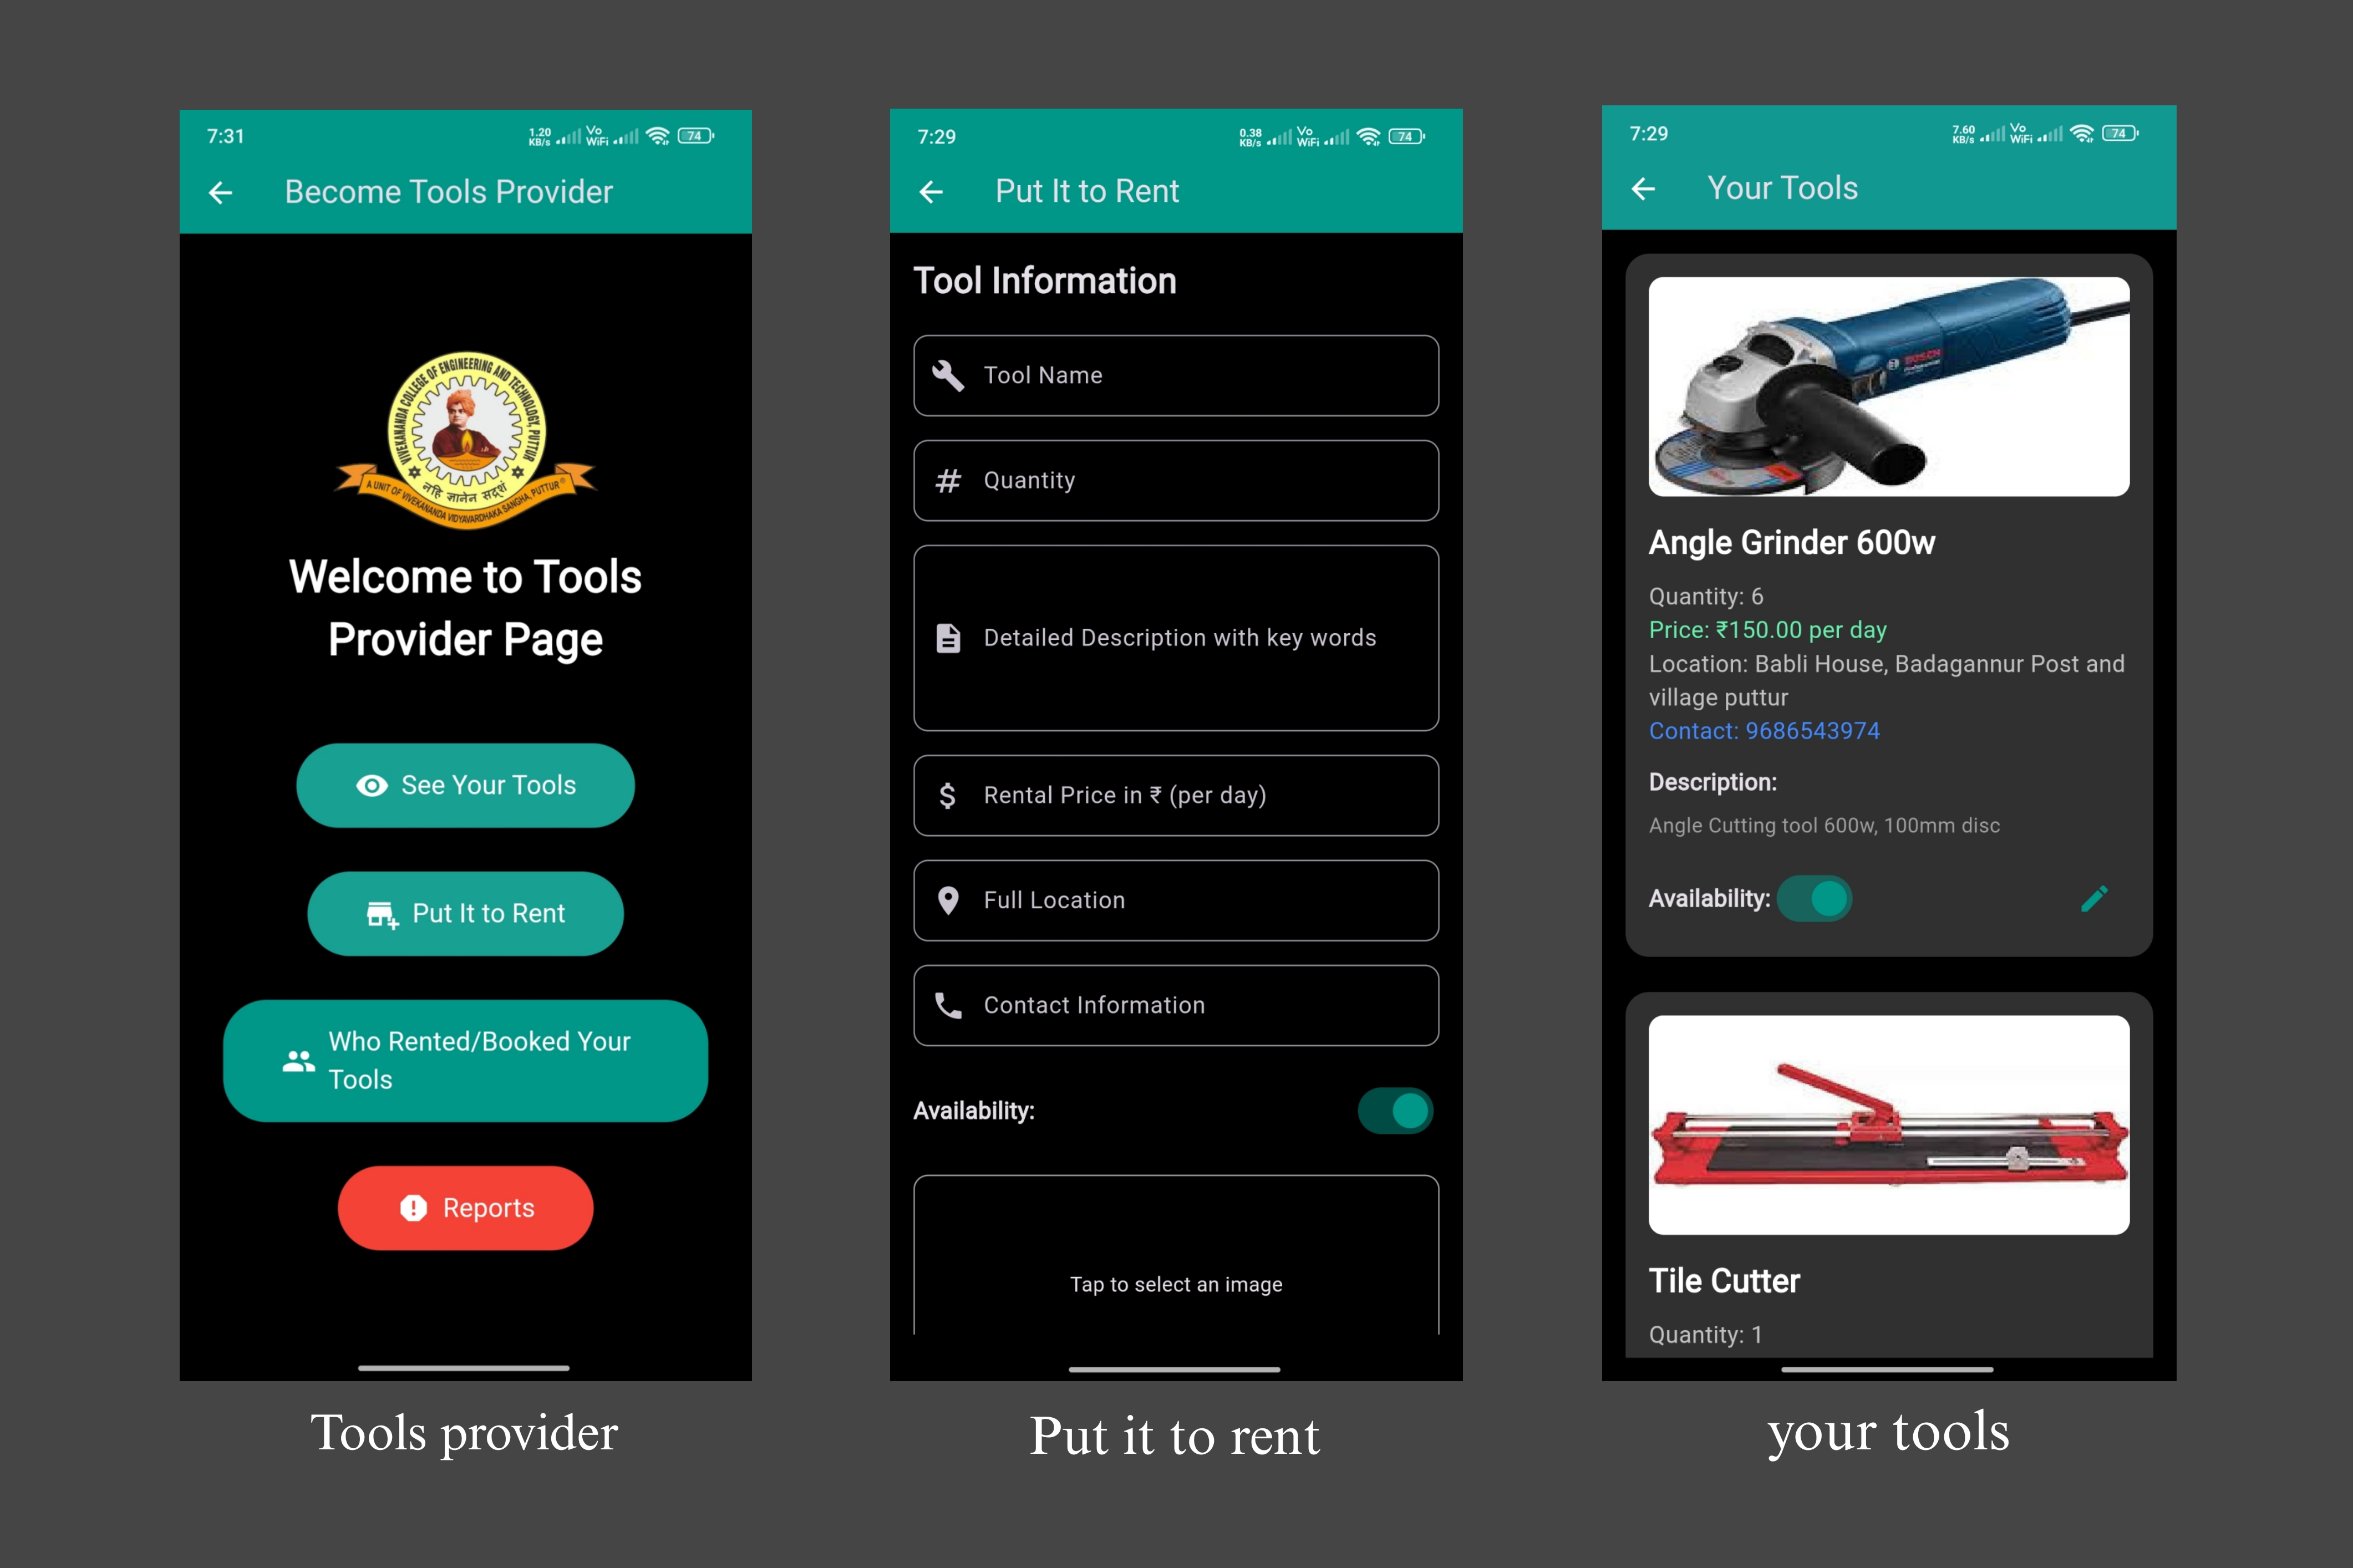 7:31
1.20 KB/s Vo WiFi 74
Become Tools Provider
VIVEKANANDA COLLEGE OF ENGINEERING AND TECHNOLOGY, PUTTUR
नहि ज्ञानेन सदृशं
A UNIT OF VIVEKANANDA VIDYAVARDHAKA SANGHA, PUTTUR ®
Welcome to Tools
Provider Page
See Your Tools
Put It to Rent
Who Rented/Booked Your
Tools
Reports
Tools provider
7:29
0.38 KB/s Vo WiFi 74
Put It to Rent
Tool Information
Tool Name
# Quantity
Detailed Description with key words
$ Rental Price in ₹ (per day)
Full Location
Contact Information
Availability:
Tap to select an image
Put it to rent
7:29
7.60 KB/s Vo WiFi 74
Your Tools
BOSCH
Angle Grinder 600w
Quantity: 6
Price: ₹150.00 per day
Location: Babli House, Badagannur Post and
village puttur
Contact: 9686543974
Description:
Angle Cutting tool 600w, 100mm disc
Availability:
Tile Cutter
Quantity: 1
your tools